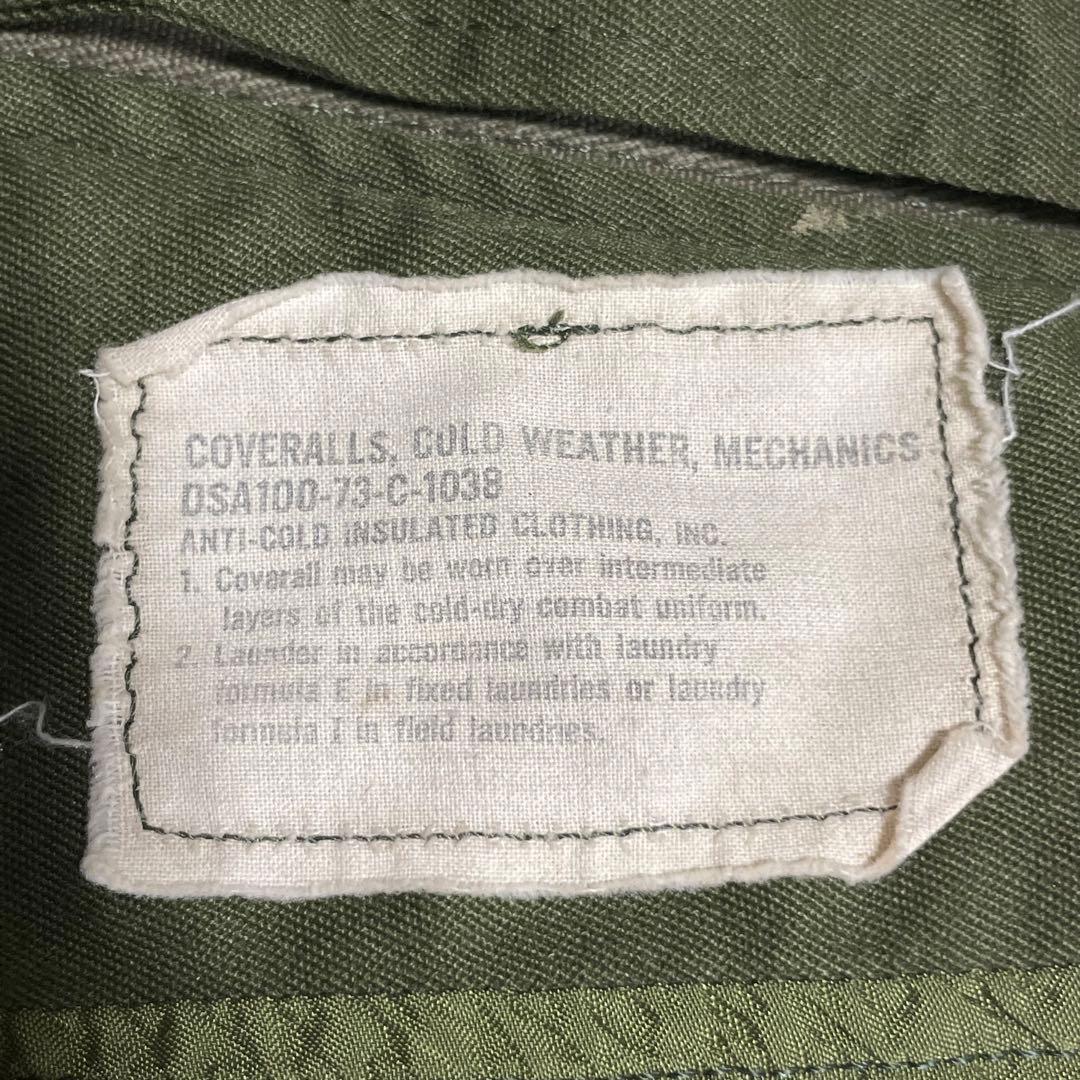 COVERALLS, COLD WEATHER, MECHANICS
DSA100-73-C-1038
ANTI-COLD INSULATED CLOTHING, INC.
1. Coverall may be worn over intermediate
layers of the cold-dry combat uniform.
2. Launder in accordance with laundry
formula E in fixed laundries or laundry
formula I in field laundries.